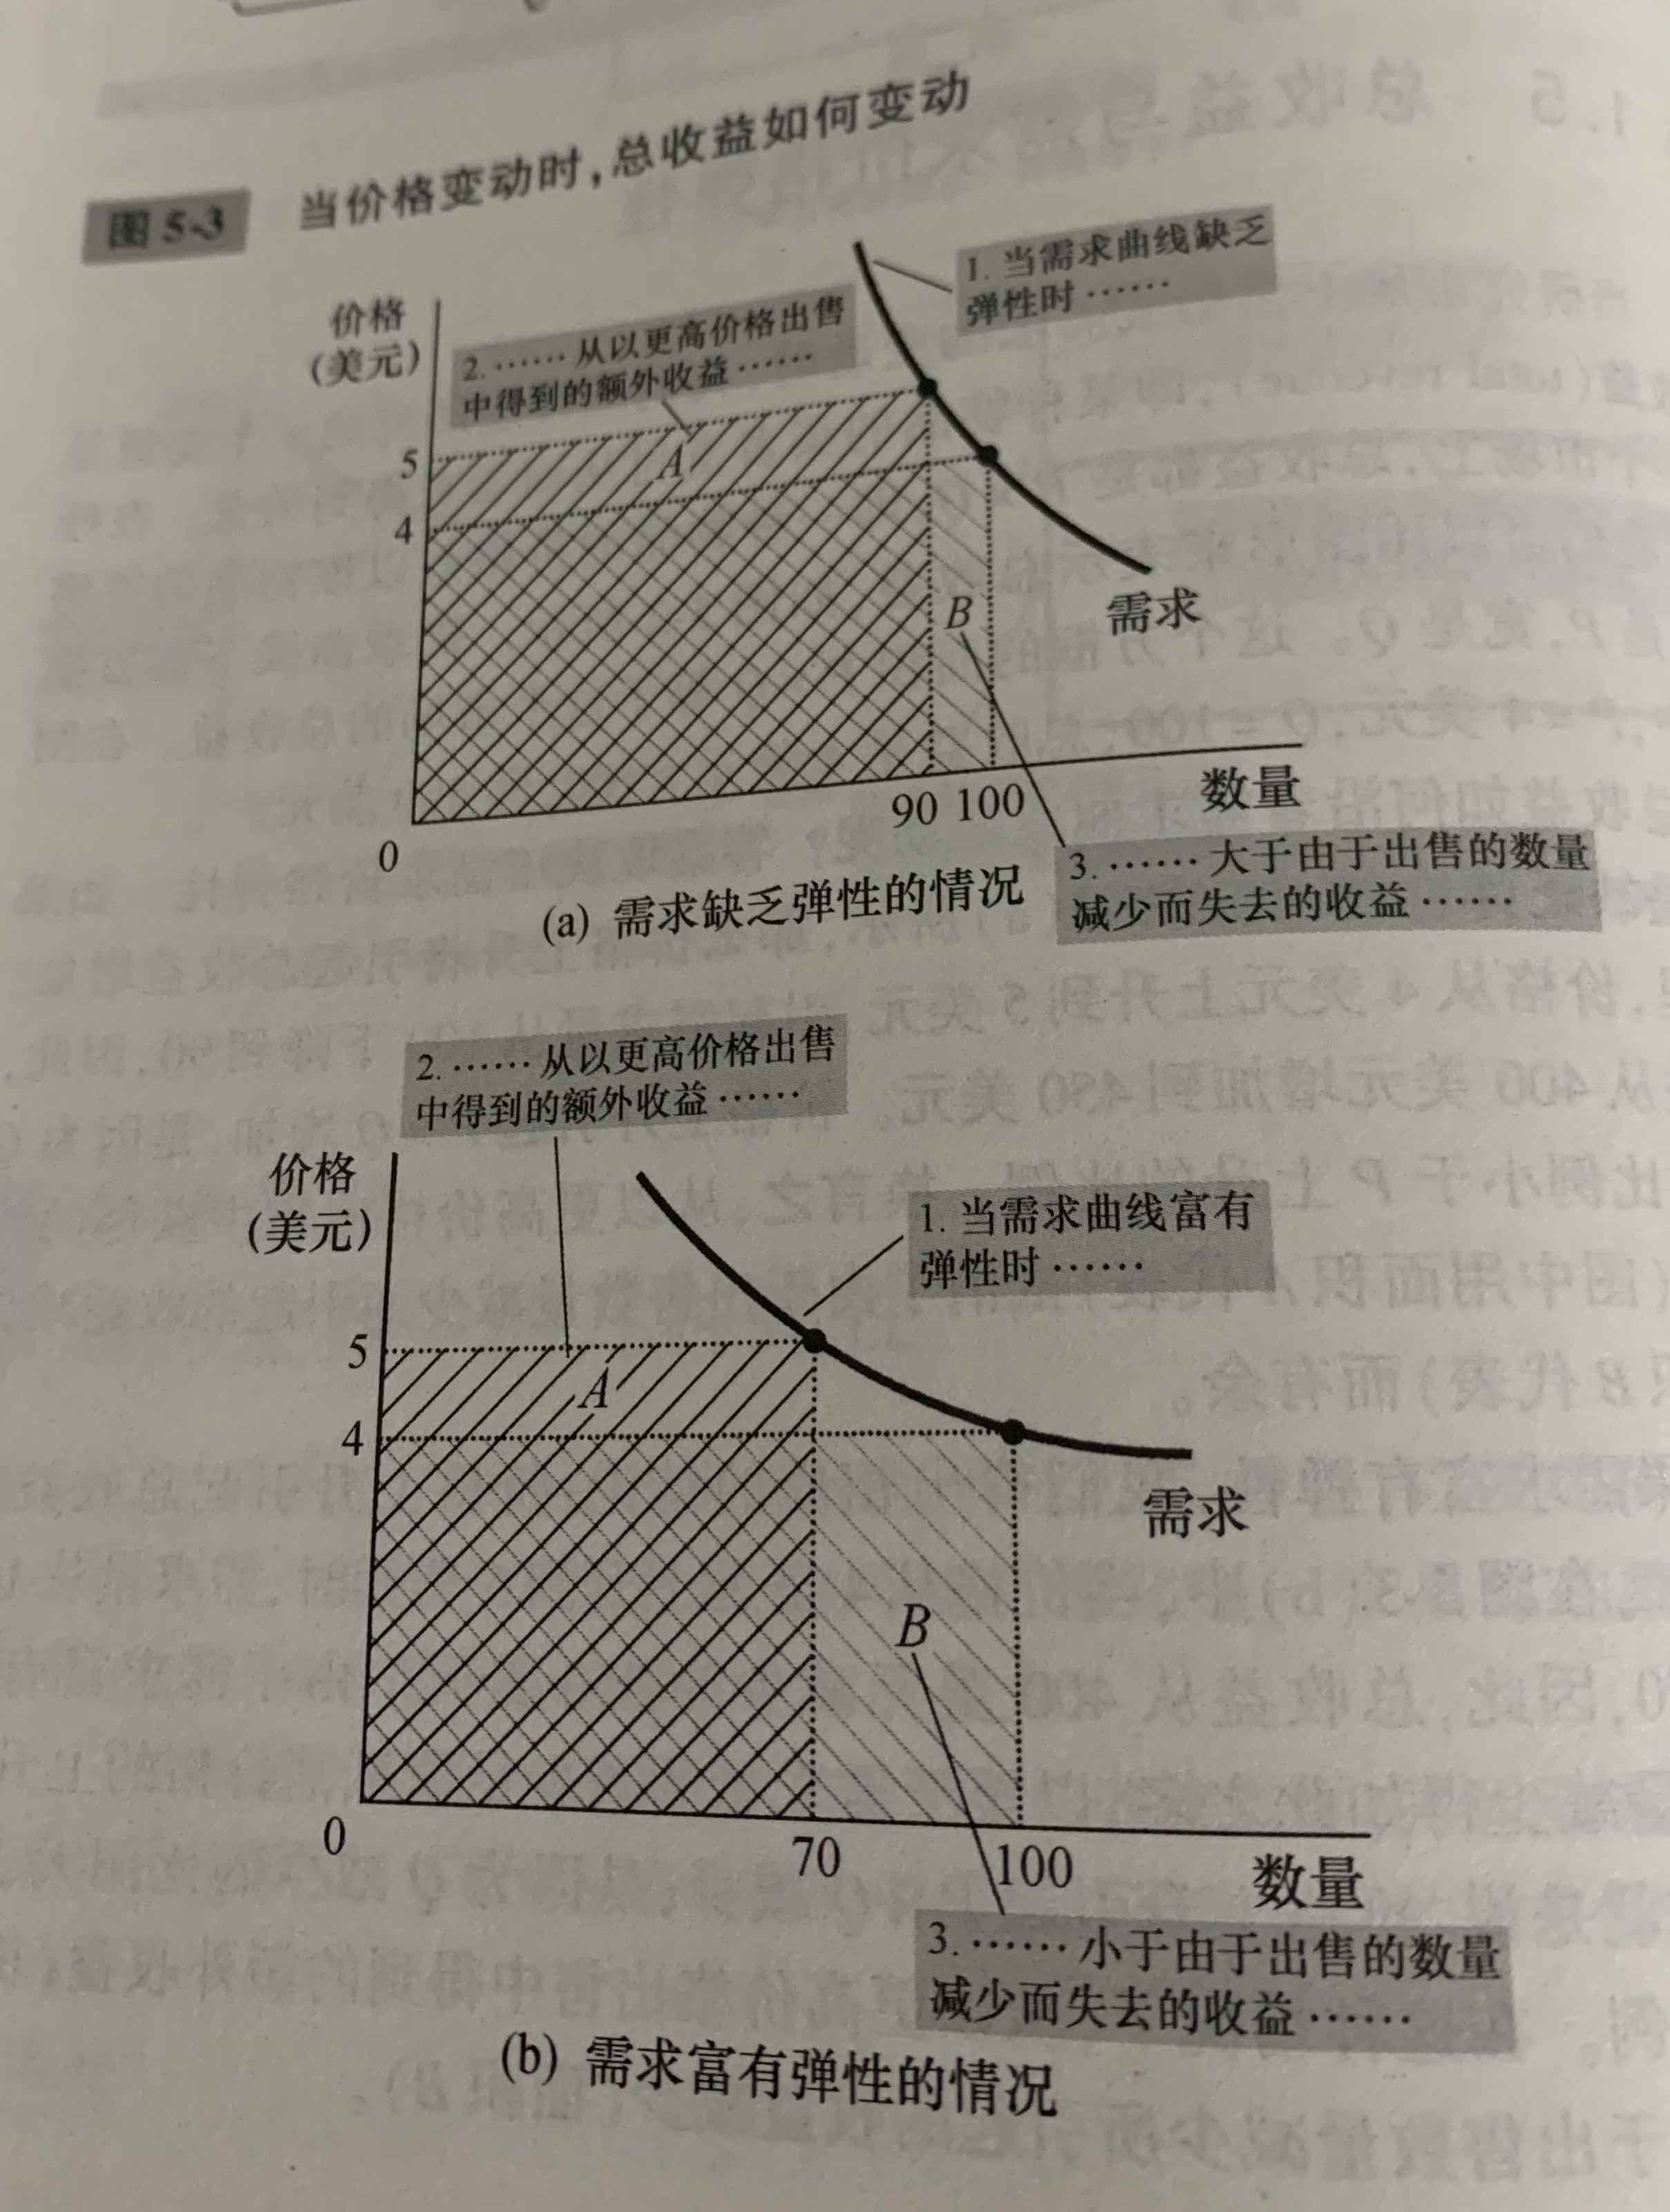 图 5-3 当价格变动时,总收益如何变动
价格
(美元)
2. …… 从以更高价格出售
中得到的额外收益 ……
1. 当需求曲线缺乏
弹性时 ……
5
A
4
B
需求
0
90 100
数量
3. …… 大于由于出售的数量
减少而失去的收益 ……
(a) 需求缺乏弹性的情况
2. …… 从以更高价格出售
中得到的额外收益 ……
价格
(美元)
1. 当需求曲线富有
弹性时 ……
5
A
4
需求
B
0
70
100
数量
3. …… 小于由于出售的数量
减少而失去的收益 ……
(b) 需求富有弹性的情况